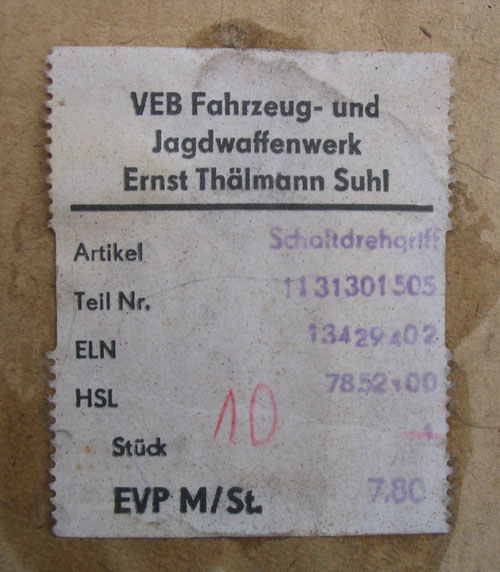 VEB Fahrzeug- und
Jagdwaffenwerk
Ernst Thälmann Suhl
Artikel Schaltdrehgriff
Teil Nr. 1131301505
ELN 13429402
HSL 7852100
Stück 10 1
EVP M/St. 7.80